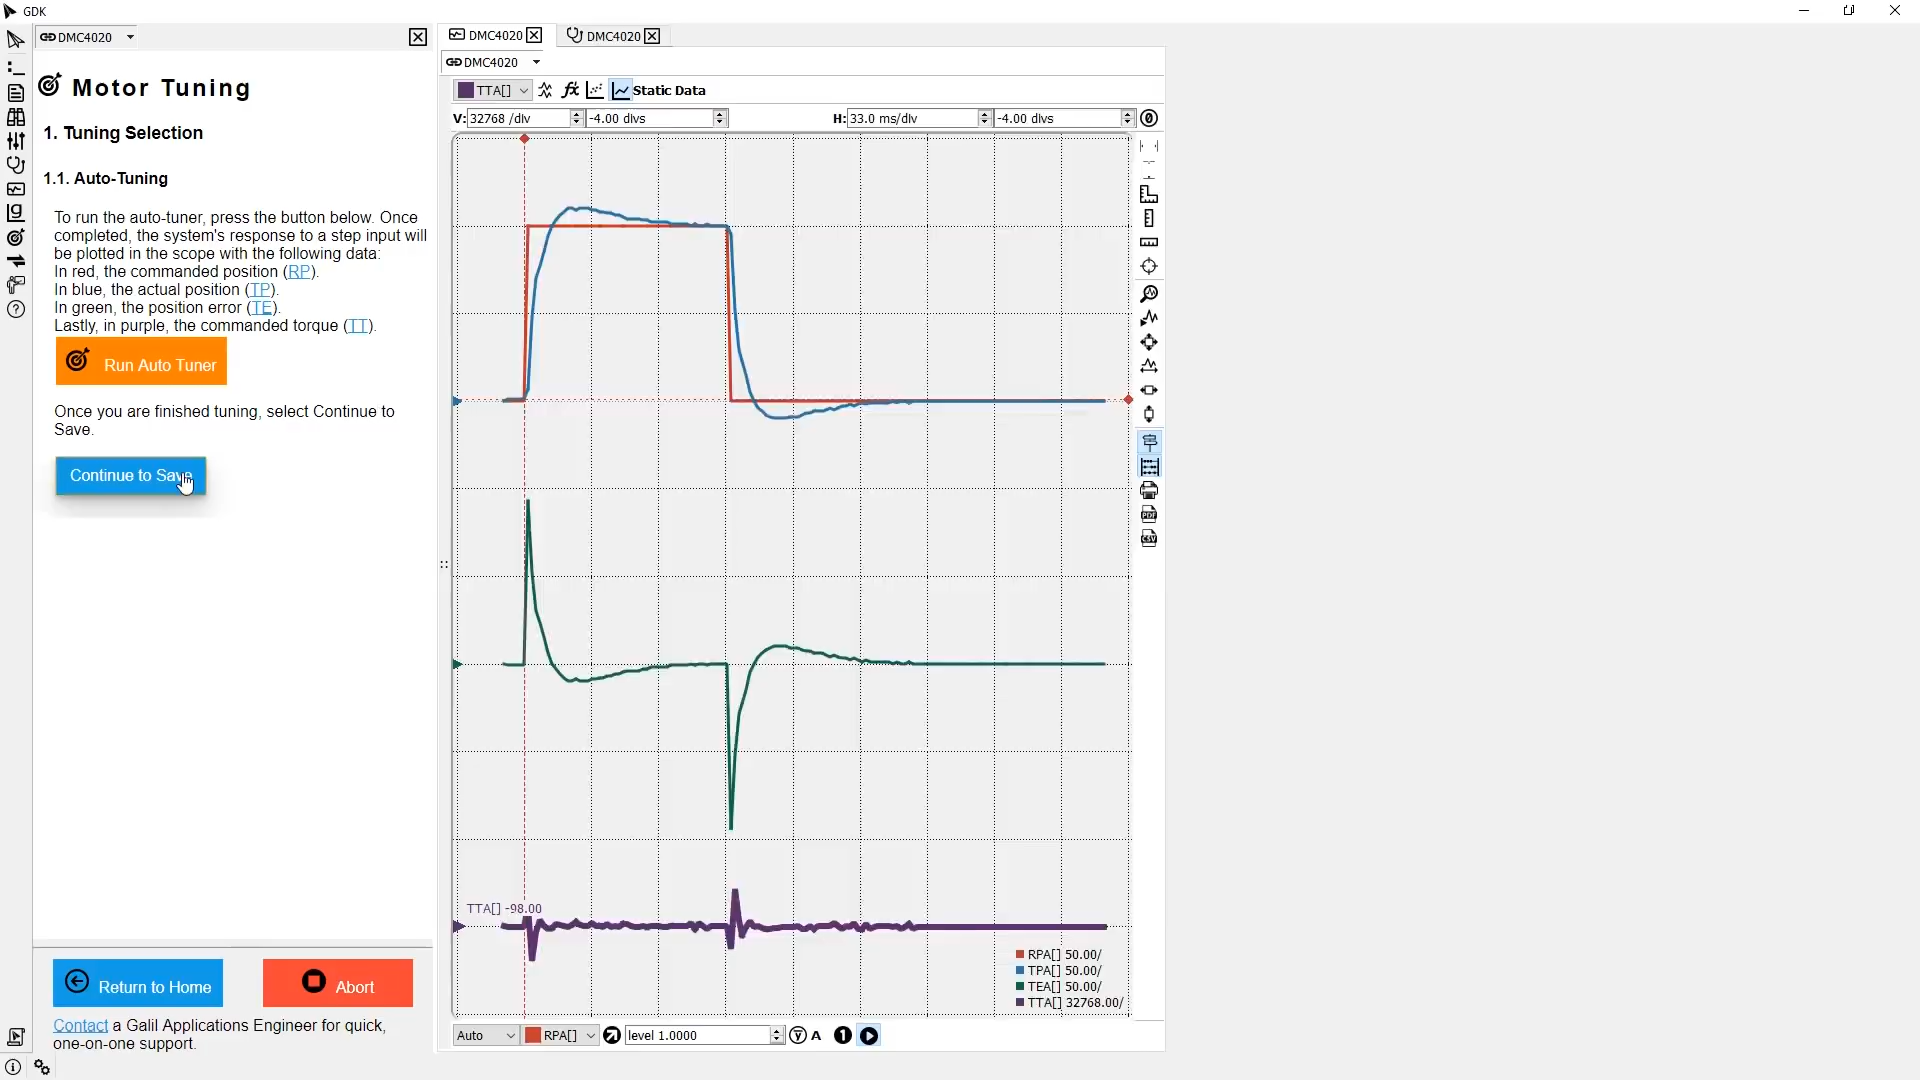 GDK
DMC4020
Motor Tuning
1. Tuning Selection
1.1. Auto-Tuning
To run the auto-tuner, press the button below. Once
completed, the system's response to a step input will
be plotted in the scope with the following data:
In red, the commanded position (RP).
In blue, the actual position (TP).
In green, the position error (TE).
Lastly, in purple, the commanded torque (TT).
Run Auto Tuner
Once you are finished tuning, select Continue to
Save.
Continue to Save
Return to Home
Abort
Contact a Galil Applications Engineer for quick,
one-on-one support.
DMC4020
DMC4020
DMC4020
TTA[]
Static Data
V: 32768 /div
-4.00 divs
H: 33.0 ms/div
-4.00 divs
TTA[] -98.00
RPA[] 50.00/
TPA[] 50.00/
TEA[] 50.00/
TTA[] 32768.00/
PDF
CSV
Auto
RPA[]
level 1.0000
A